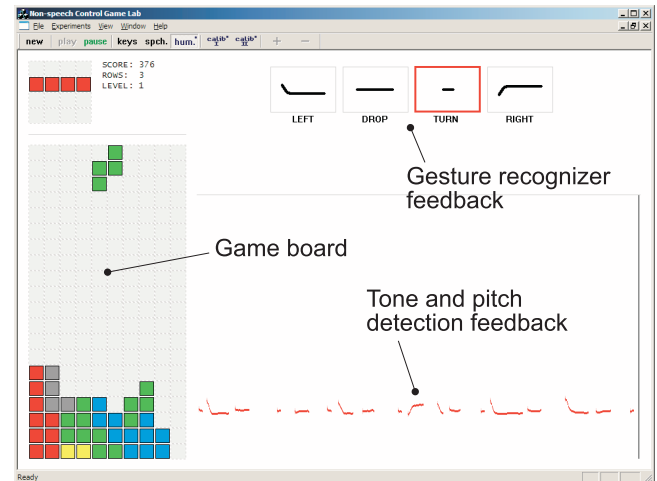 Non-speech Control Game Lab
File Experiments View Window Help
new play pause keys spch. hum.* calib* I calib* II + −
SCORE: 376
ROWS: 3
LEVEL: 1
LEFT DROP TURN RIGHT
Gesture recognizer
feedback
Game board
Tone and pitch
detection feedback
Ready